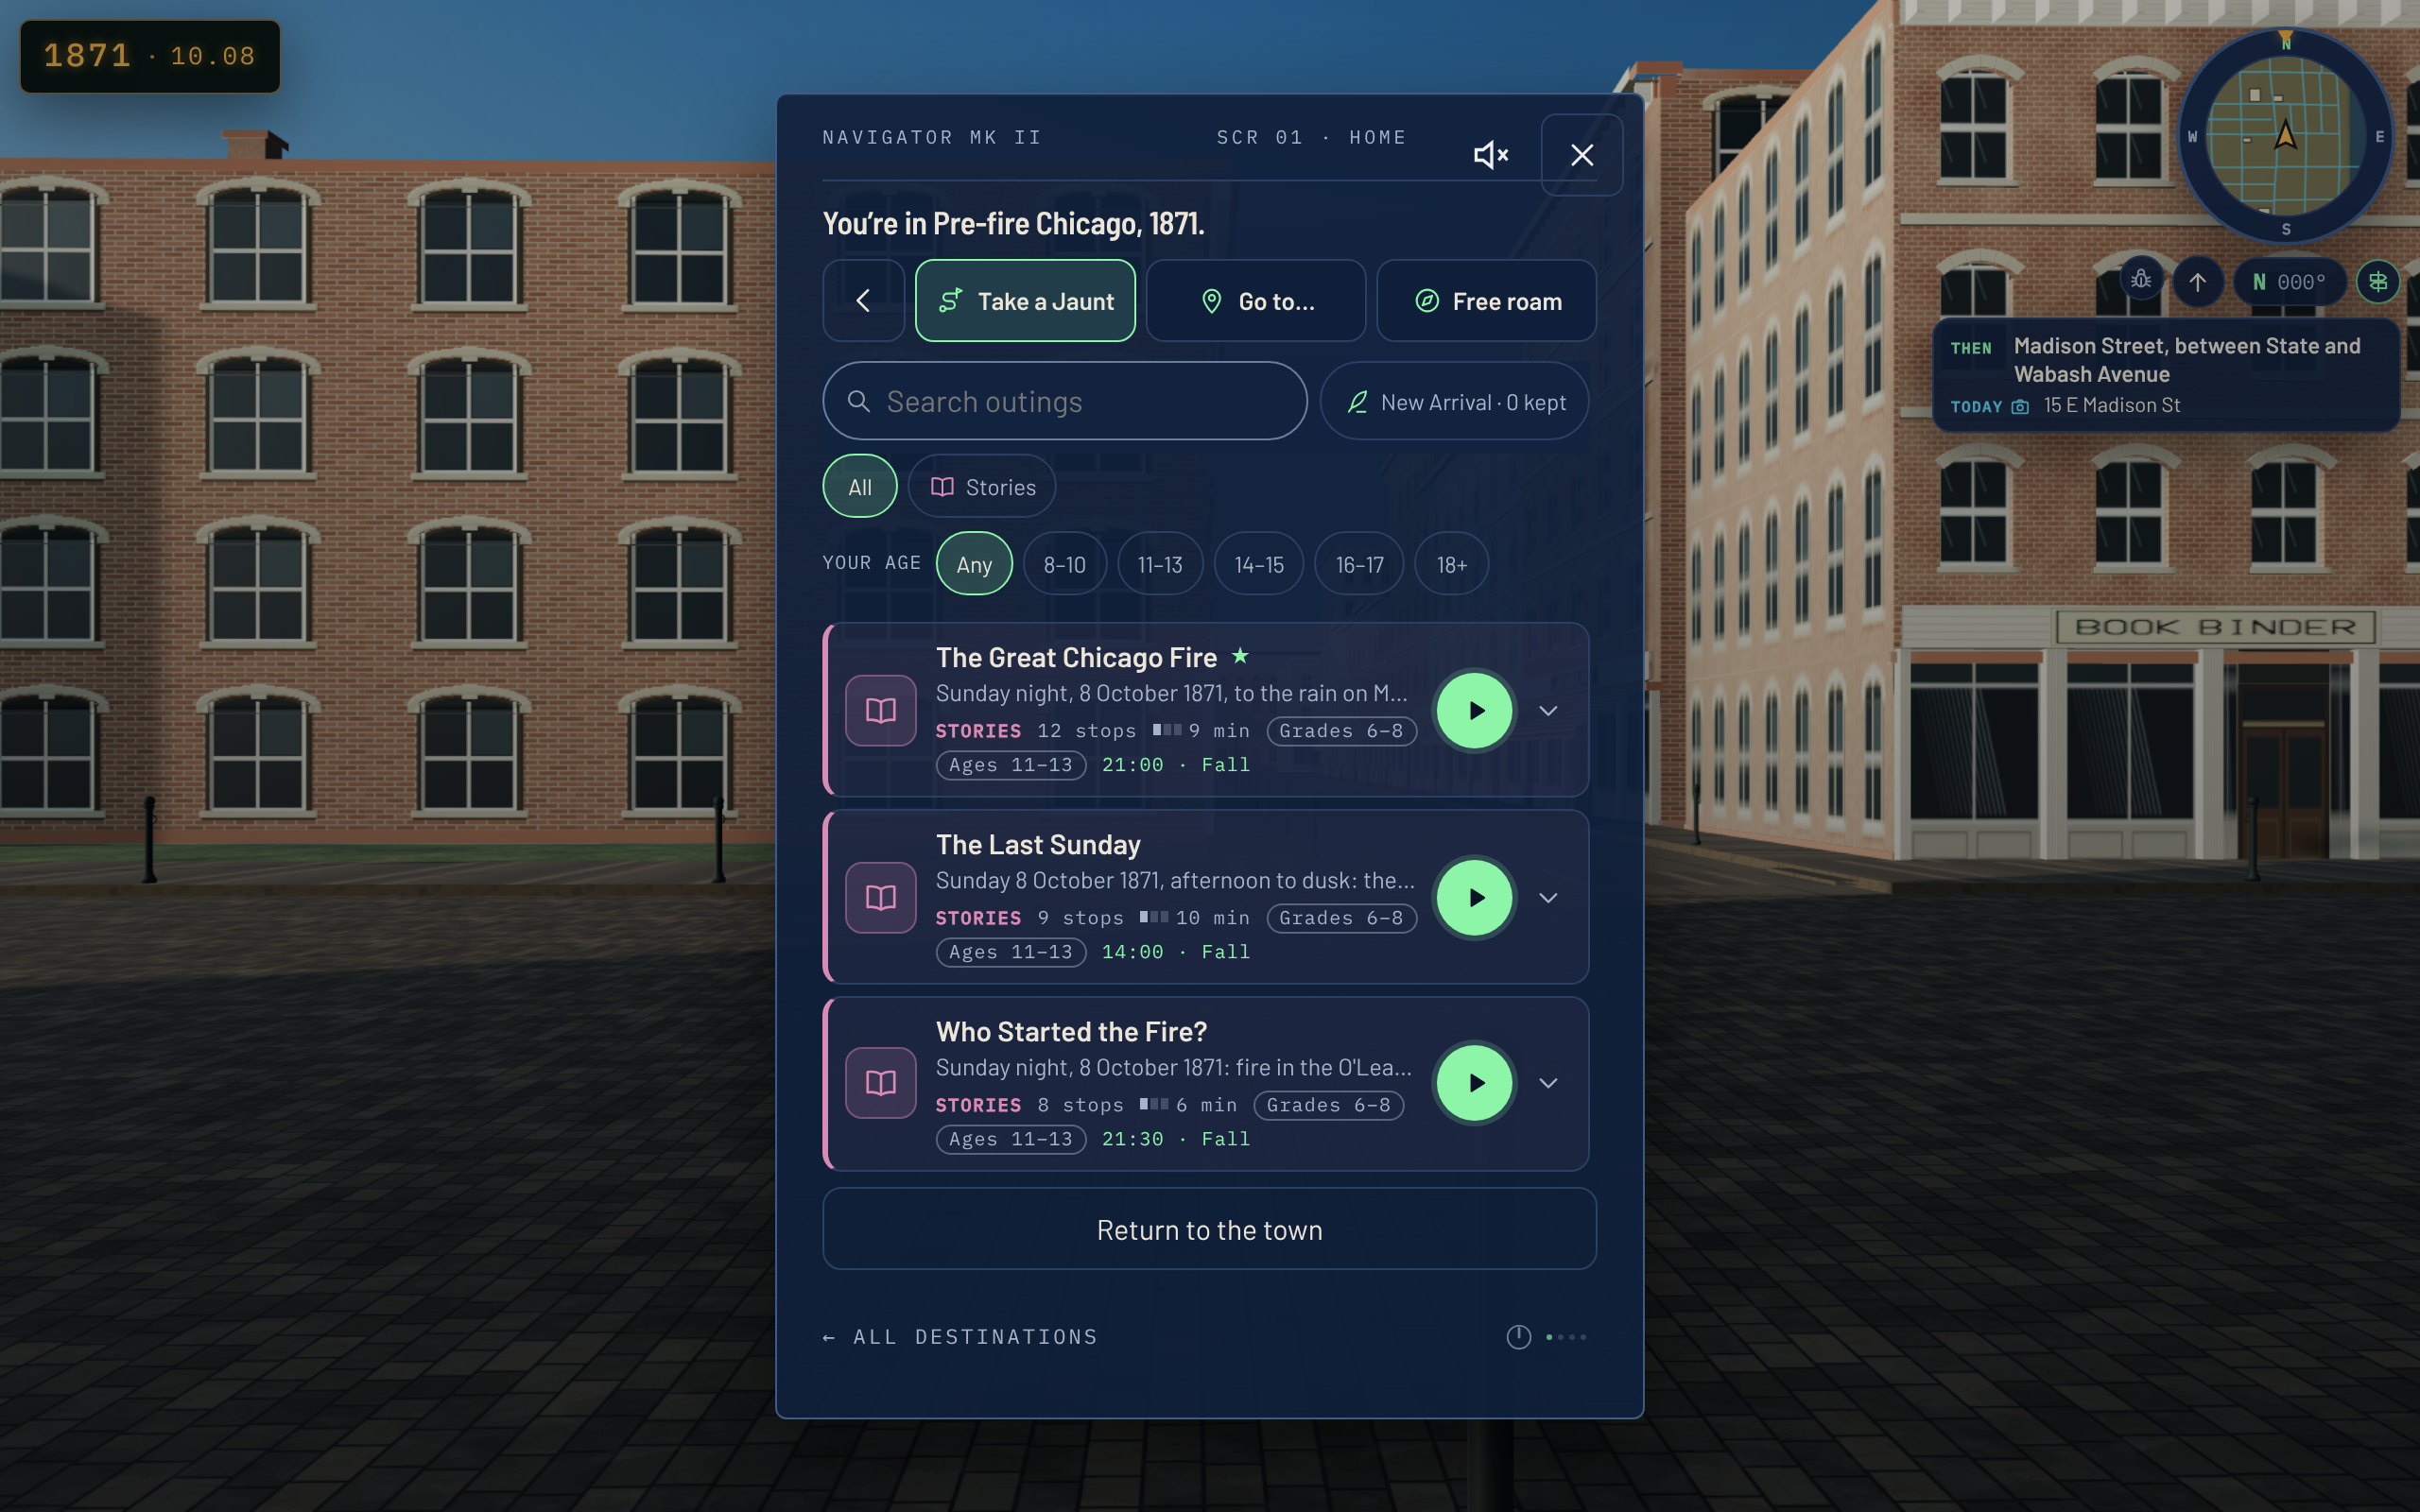 1871 · 10.08
NAVIGATOR MK II
SCR 01 · HOME
You're in Pre-fire Chicago, 1871.
Take a Jaunt
Go to...
Free roam
Search outings
New Arrival · 0 kept
All
Stories
YOUR AGE
Any
8–10
11–13
14–15
16–17
18+
The Great Chicago Fire ★
Sunday night, 8 October 1871, to the rain on M...
STORIES 12 stops 9 min Grades 6–8
Ages 11–13 21:00 · Fall
The Last Sunday
Sunday 8 October 1871, afternoon to dusk: the...
STORIES 9 stops 10 min Grades 6–8
Ages 11–13 14:00 · Fall
Who Started the Fire?
Sunday night, 8 October 1871: fire in the O'Lea...
STORIES 8 stops 6 min Grades 6–8
Ages 11–13 21:30 · Fall
Return to the town
← ALL DESTINATIONS
N
W
E
S
N 000°
THEN Madison Street, between State and
Wabash Avenue
TODAY 15 E Madison St
BOOK BINDER